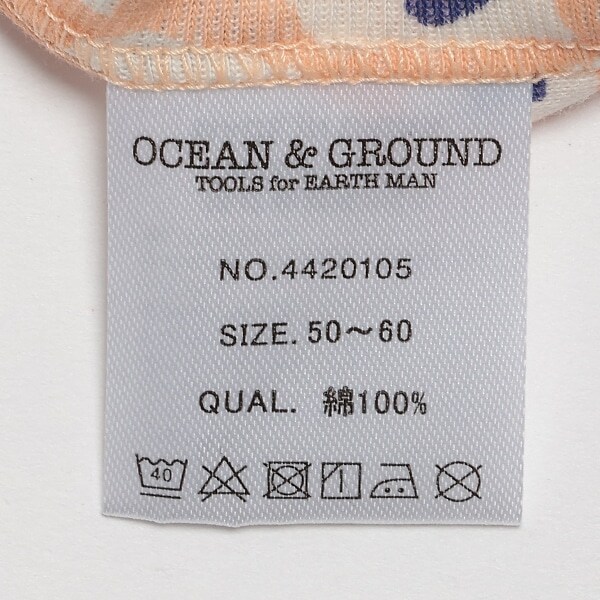 OCEAN & GROUND
TOOLS for EARTH MAN
NO.4420105
SIZE. 50～60
QUAL. 綿100%
40